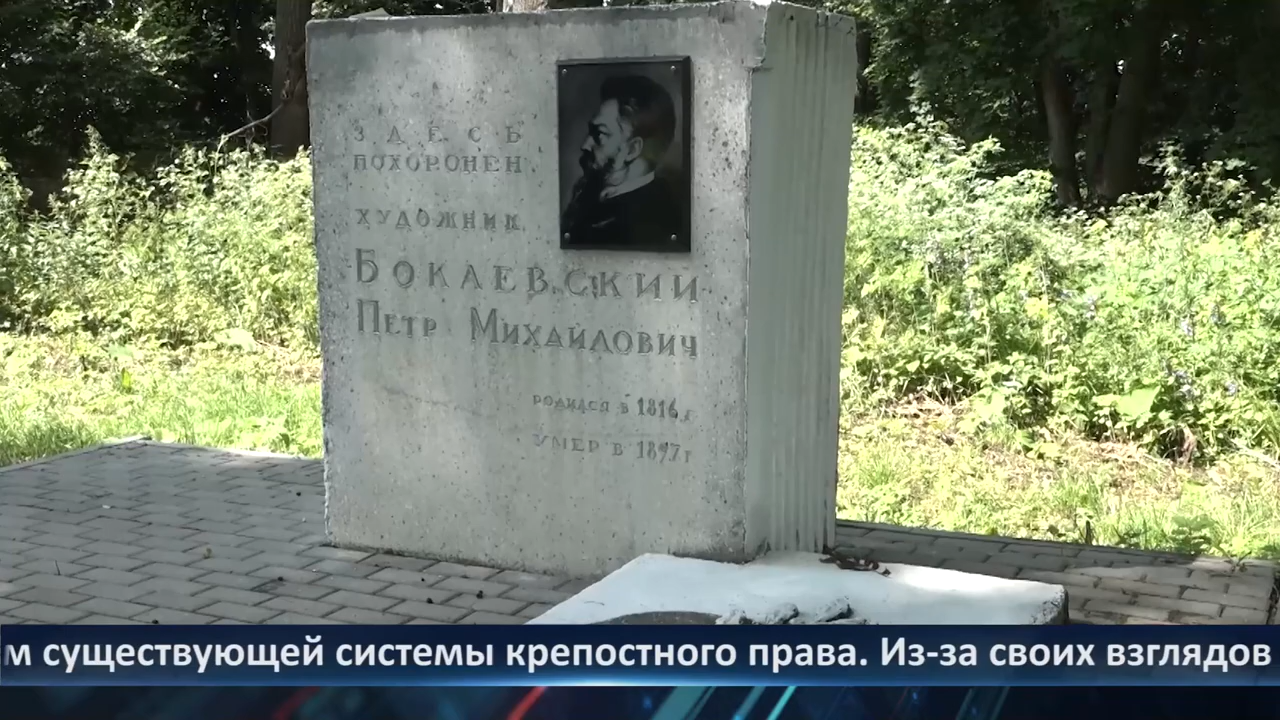 ЗДЕСЬ
ПОХОРОНЕН
ХУДОЖНИК
БОКАЕВСКИЙ
ПЕТР МИХАЙЛОВИЧ
РОДИЛСЯ В 1816 г
УМЕР В 1897 г
м существующей системы крепостного права. Из-за своих взглядов